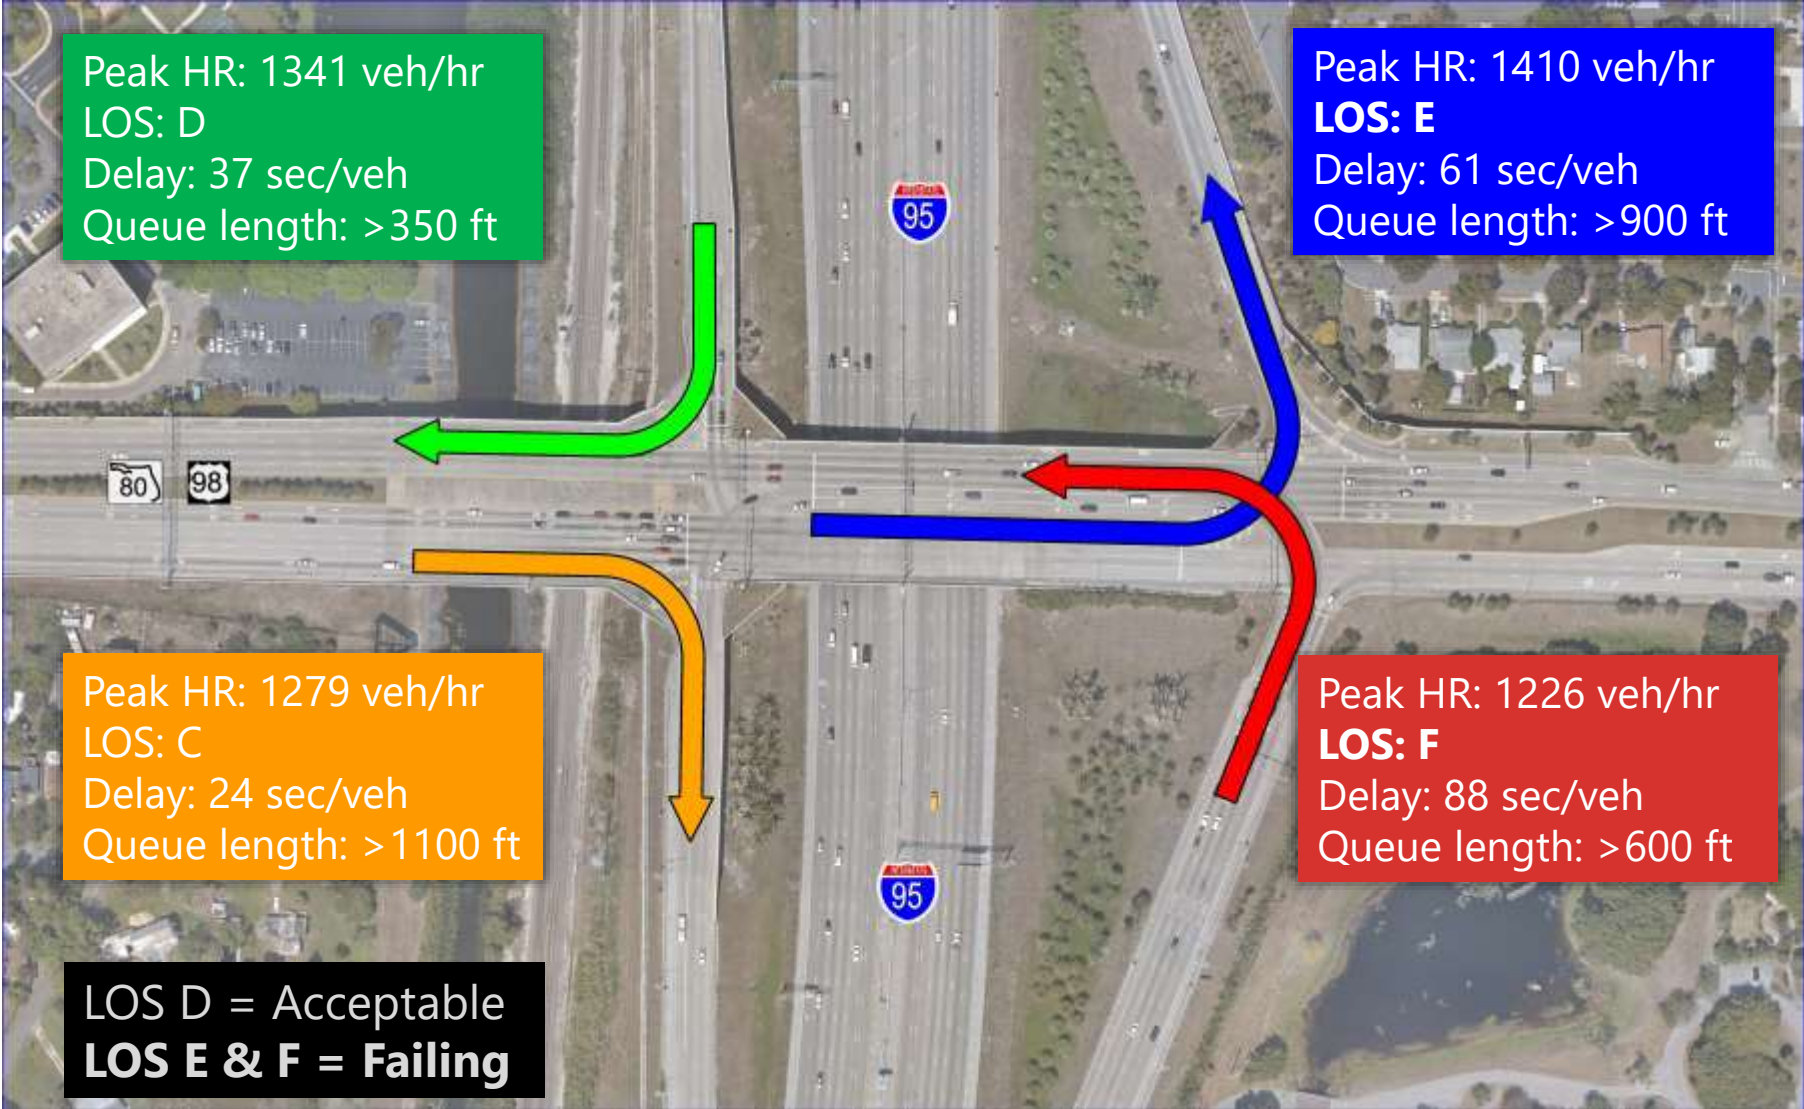 Peak HR: 1341 veh/hr
LOS: D
Delay: 37 sec/veh
Queue length: >350 ft
Peak HR: 1410 veh/hr
LOS: E
Delay: 61 sec/veh
Queue length: >900 ft
95
80
98
Peak HR: 1279 veh/hr
LOS: C
Delay: 24 sec/veh
Queue length: >1100 ft
Peak HR: 1226 veh/hr
LOS: F
Delay: 88 sec/veh
Queue length: >600 ft
95
LOS D = Acceptable
LOS E & F = Failing